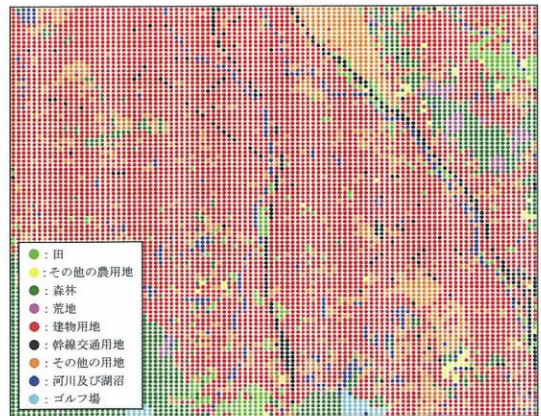 ：田
：その他の農用地
：森林
：荒地
：建物用地
：幹線交通用地
：その他の用地
：河川及び湖沼
：ゴルフ場